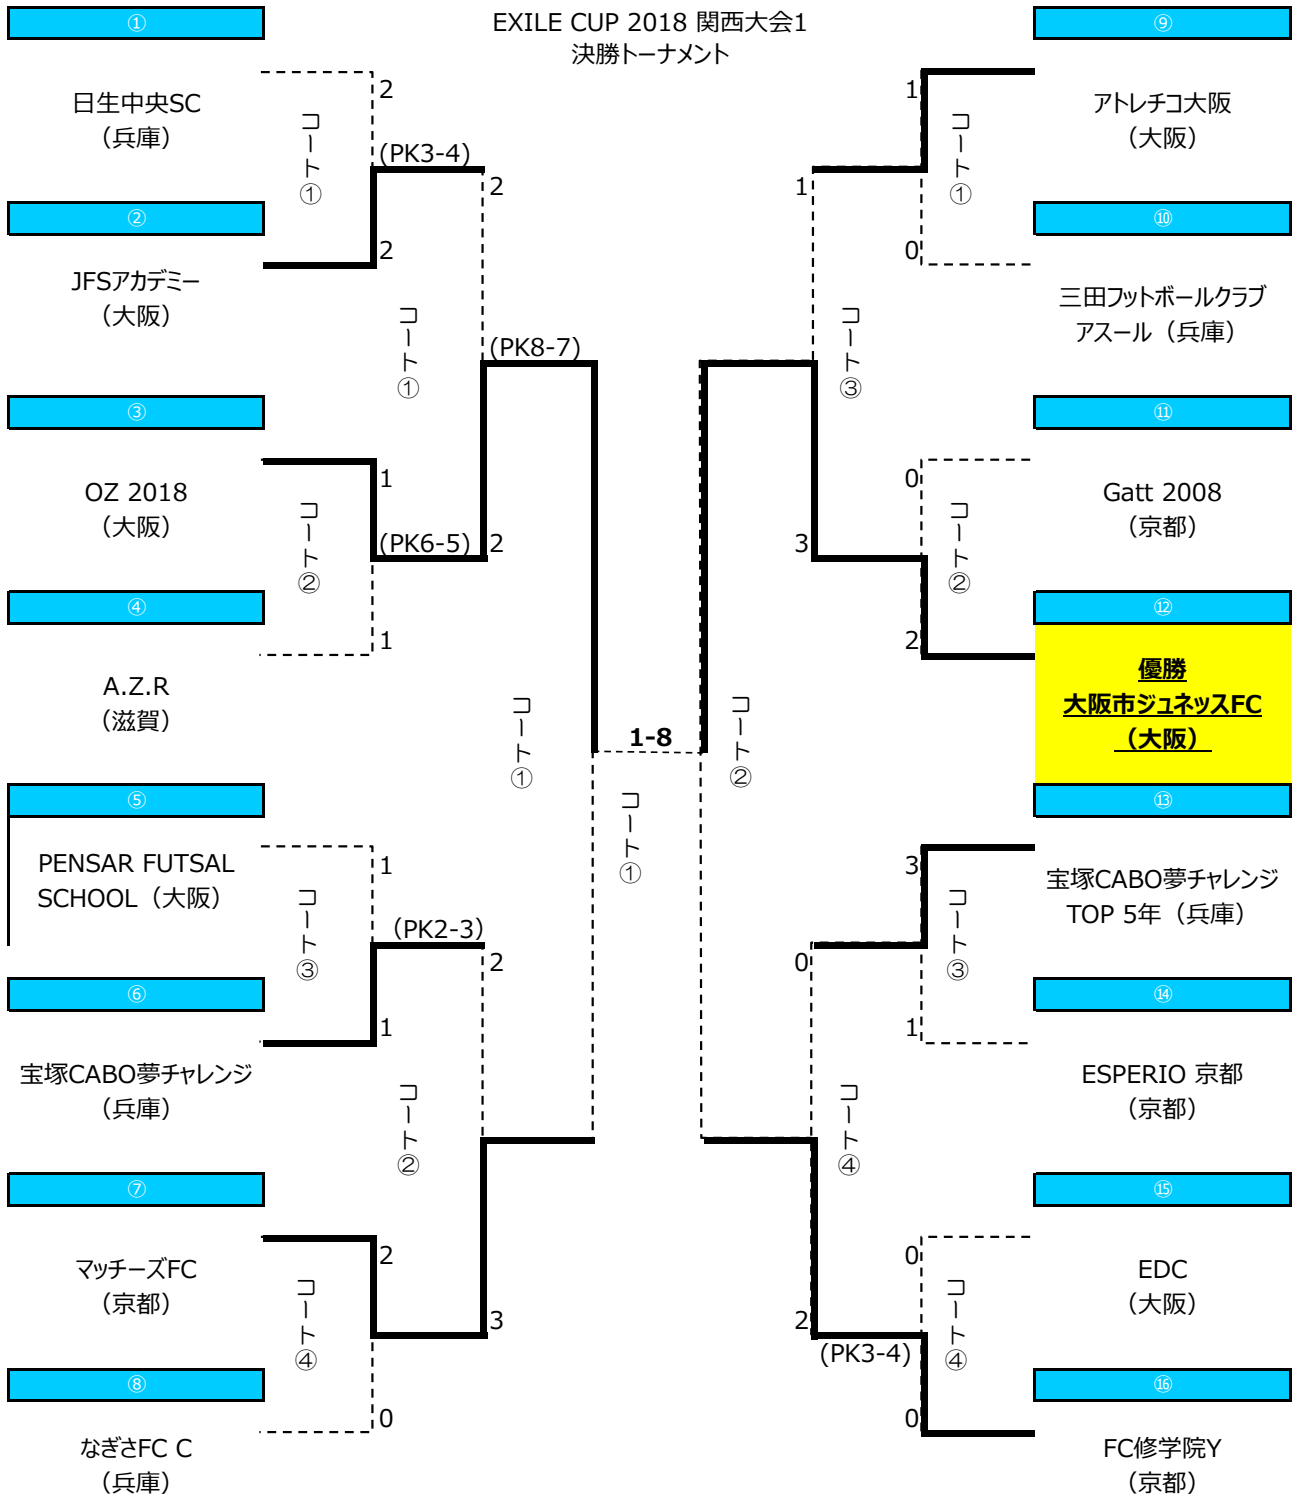 EXILE CUP 2018 関西大会1
決勝トーナメント
①
日生中央SC
（兵庫）
②
JFSアカデミー
（大阪）
③
OZ 2018
（大阪）
④
A.Z.R
（滋賀）
⑤
PENSAR FUTSAL
SCHOOL（大阪）
⑥
宝塚CABO夢チャレンジ
（兵庫）
⑦
マッチーズFC
（京都）
⑧
なぎさFC C
（兵庫）
2
コート①
(PK3-4)
2
1
コート②
(PK6-5)
1
1
コート③
(PK2-3)
1
2
コート④
0
2
コート①
(PK8-7)
2
2
コート②
3
コート①
1-8
コート①
コート②
1
コート③
3
0
コート④
2
(PK3-4)
1
コート①
0
0
コート②
2
3
コート③
1
0
コート④
0
⑨
アトレチコ大阪
（大阪）
⑩
三田フットボールクラブ
アスール（兵庫）
⑪
Gatt 2008
（京都）
⑫
優勝
大阪市ジュネッスFC
（大阪）
⑬
宝塚CABO夢チャレンジ
TOP 5年（兵庫）
⑭
ESPERIO 京都
（京都）
⑮
EDC
（大阪）
⑯
FC修学院Y
（京都）